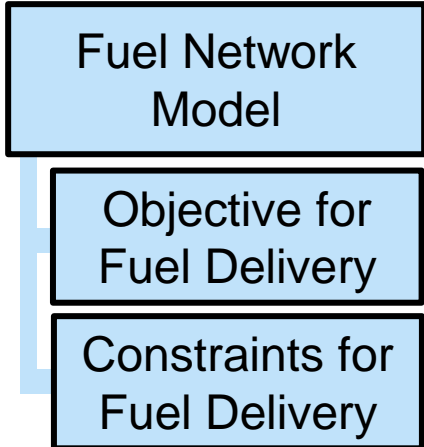 Fuel Network
Model
Objective for
Fuel Delivery
Constraints for
Fuel Delivery